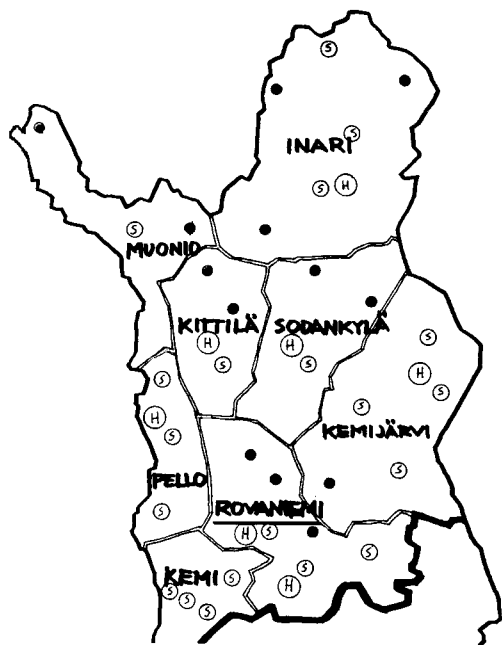 S
S
INARI
S H
S
MUONIO
KITTILÄ SODANKYLÄ
S
H H
S S
S H
S
S
H
KEMIJÄRVI
S
S
PELLO
ROVANIEMI
S
H S
S
KEMI S
H
S
S
S